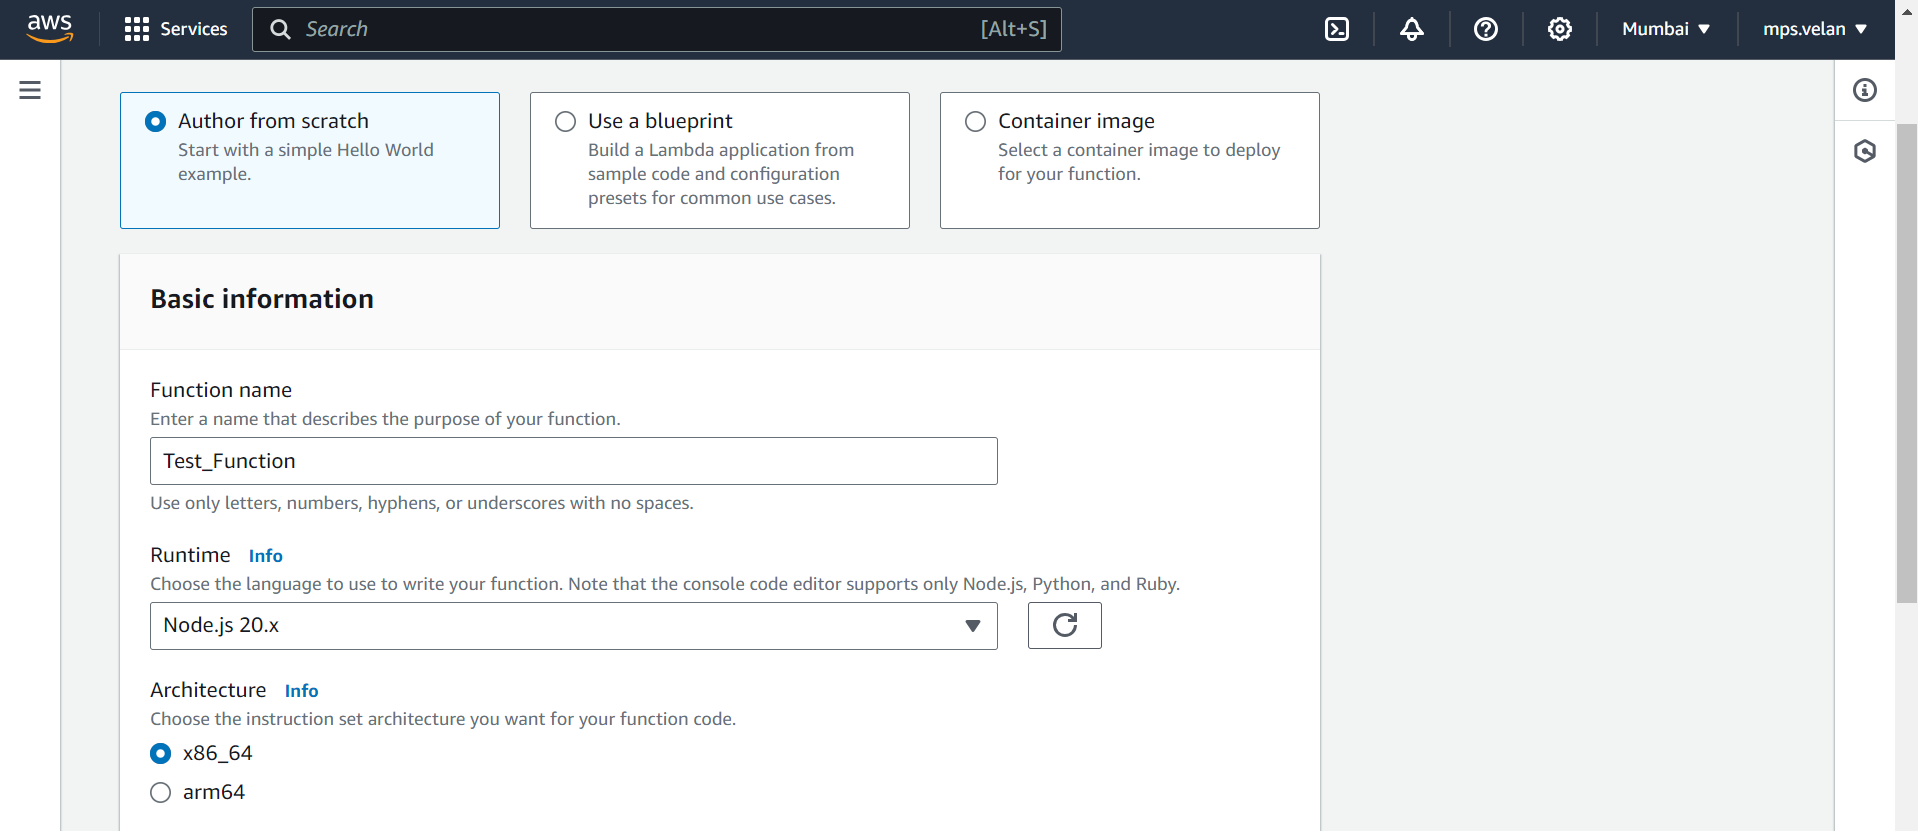 aws
Services
Search
[Alt+S]
Mumbai
mps.velan
Author from scratch
Start with a simple Hello World
example.
Use a blueprint
Build a Lambda application from
sample code and configuration
presets for common use cases.
Container image
Select a container image to deploy
for your function.
Basic information
Function name
Enter a name that describes the purpose of your function.
Test_Function
Use only letters, numbers, hyphens, or underscores with no spaces.
Runtime Info
Choose the language to use to write your function. Note that the console code editor supports only Node.js, Python, and Ruby.
Node.js 20.x
Architecture Info
Choose the instruction set architecture you want for your function code.
x86_64
arm64